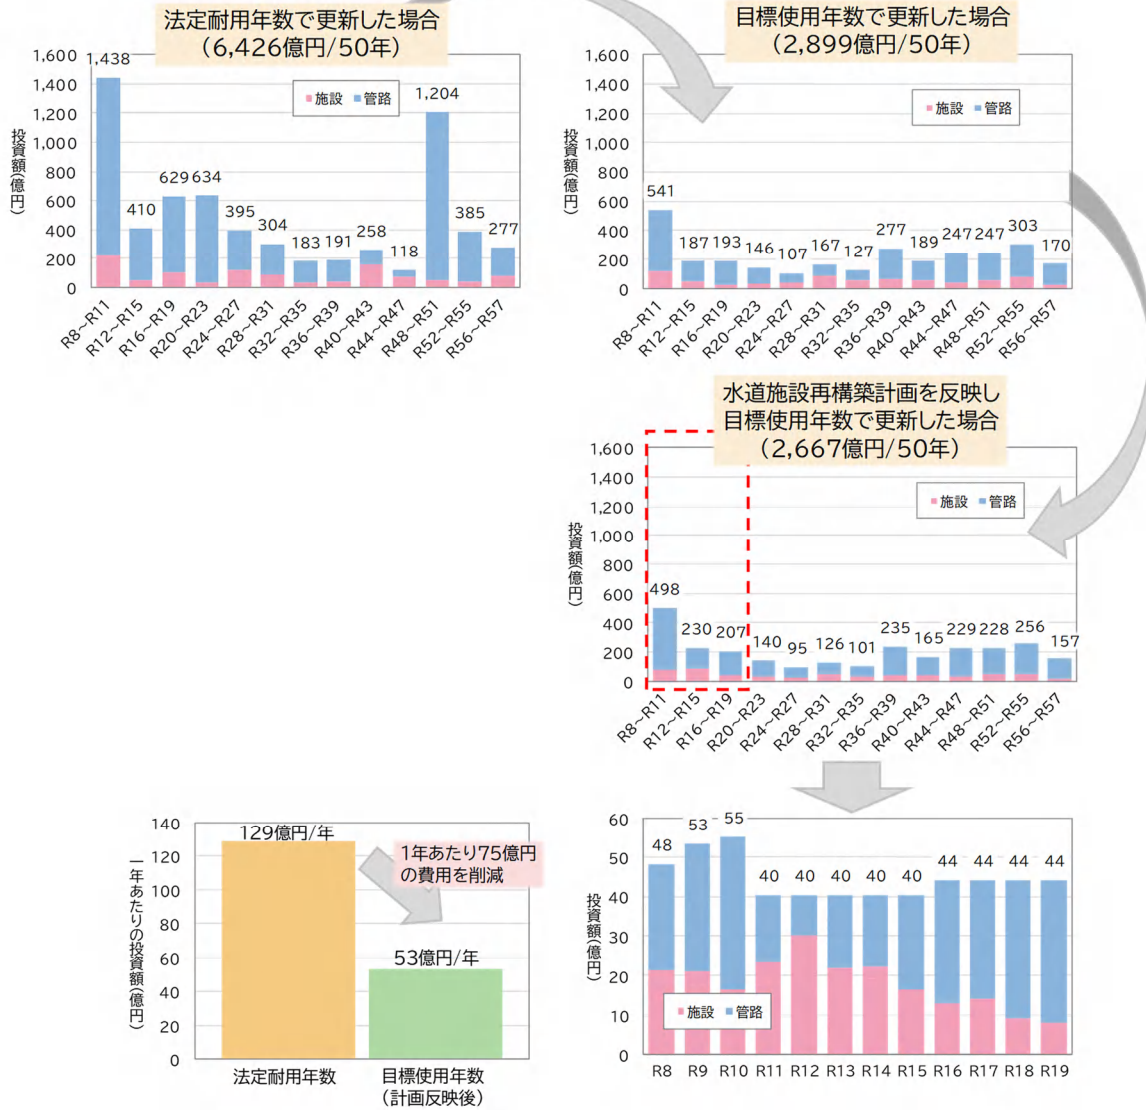 法定耐用年数で更新した場合
（6,426億円/50年）
投資額（億円）
1,600
1,400
1,200
1,000
800
600
400
200
0
施設 管路
1,438
410
629
634
395
304
183
191
258
118
1,204
385
277
R8～R11
R12～R15
R16～R19
R20～R23
R24～R27
R28～R31
R32～R35
R36～R39
R40～R43
R44～R47
R48～R51
R52～R55
R56～R57
目標使用年数で更新した場合
（2,899億円/50年）
投資額（億円）
1,600
1,400
1,200
1,000
800
600
400
200
0
施設 管路
541
187
193
146
107
167
127
277
189
247
247
303
170
R8～R11
R12～R15
R16～R19
R20～R23
R24～R27
R28～R31
R32～R35
R36～R39
R40～R43
R44～R47
R48～R51
R52～R55
R56～R57
水道施設再構築計画を反映し
目標使用年数で更新した場合
（2,667億円/50年）
投資額（億円）
1,600
1,400
1,200
1,000
800
600
400
200
0
施設 管路
498
230
207
140
95
126
101
235
165
229
228
256
157
R8～R11
R12～R15
R16～R19
R20～R23
R24～R27
R28～R31
R32～R35
R36～R39
R40～R43
R44～R47
R48～R51
R52～R55
R56～R57
一年あたりの投資額（億円）
140
120
100
80
60
40
20
0
129億円/年
1年あたり75億円
の費用を削減
53億円/年
法定耐用年数
目標使用年数
（計画反映後）
投資額（億円）
60
50
40
30
20
10
0
48
53
55
40
40
40
40
40
44
44
44
44
施設 管路
R8
R9
R10
R11
R12
R13
R14
R15
R16
R17
R18
R19